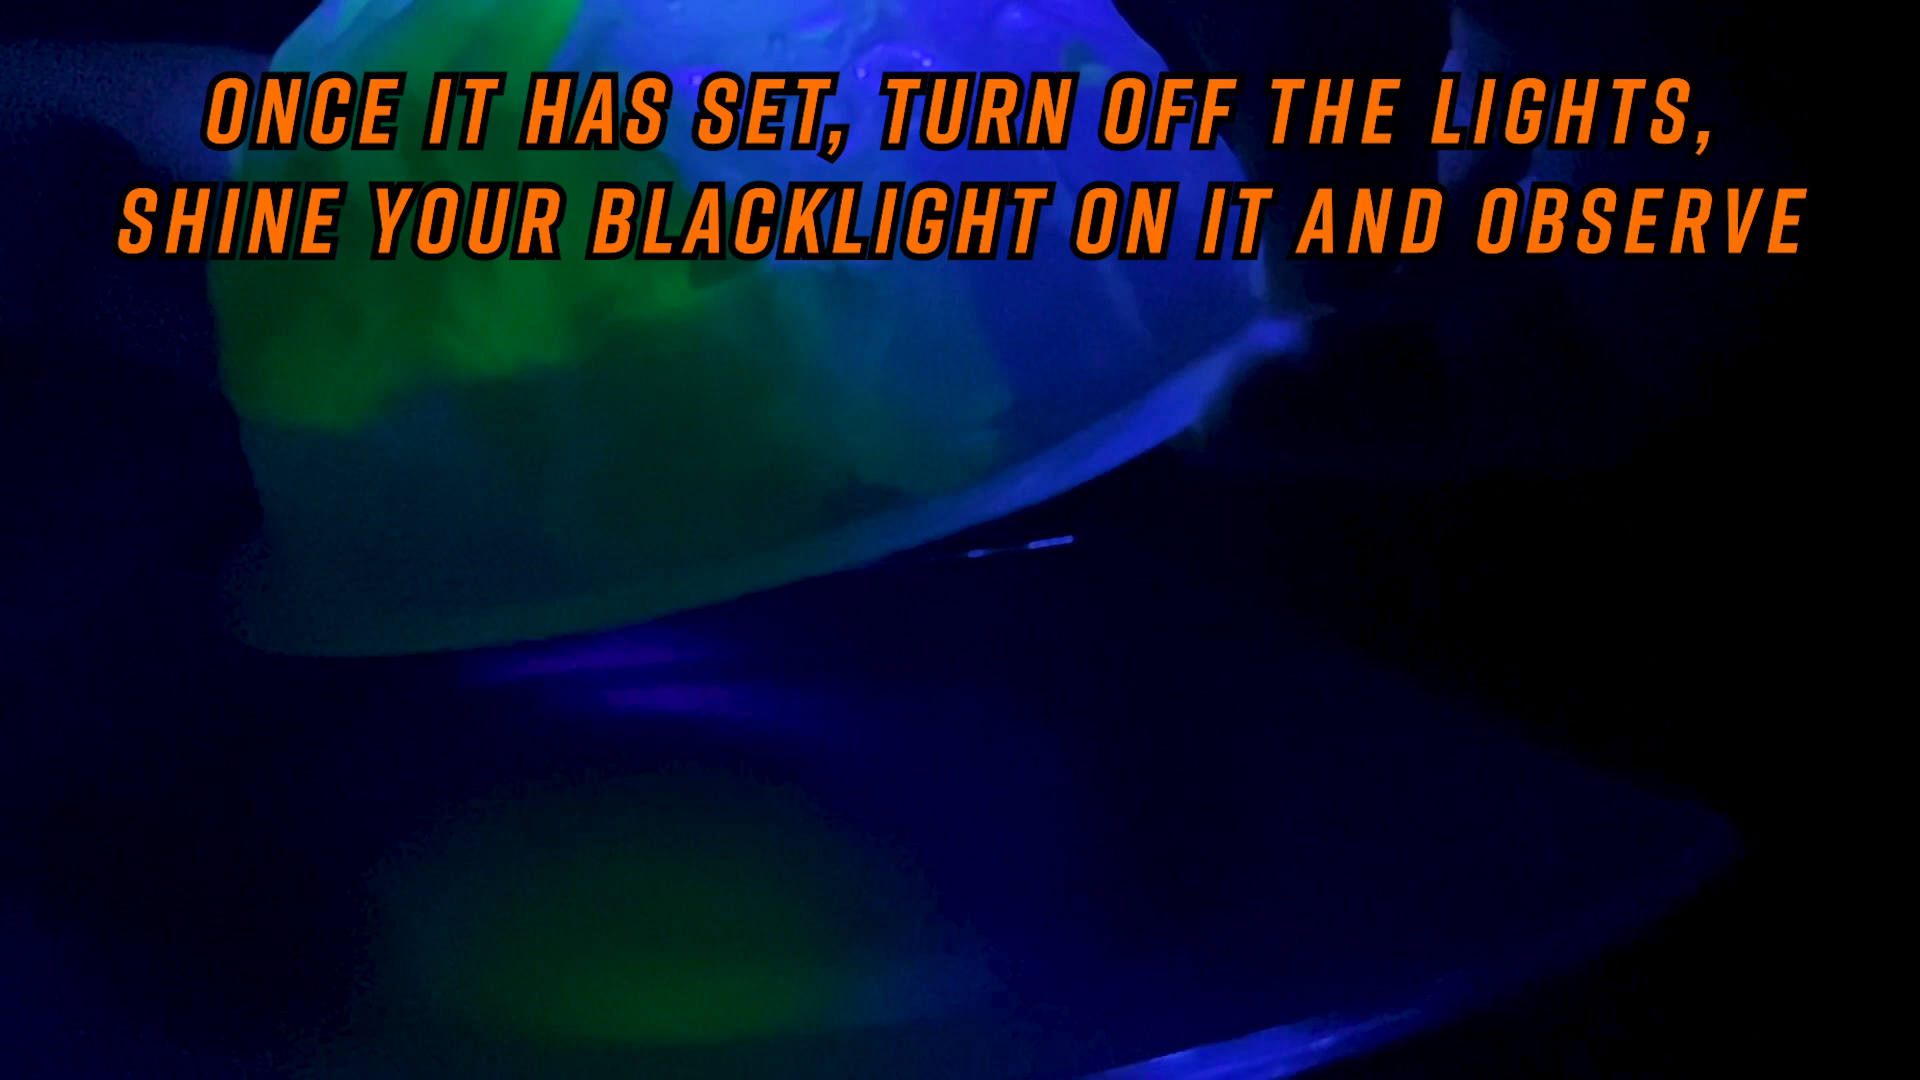 ONCE IT HAS SET, TURN OFF THE LIGHTS,
SHINE YOUR BLACKLIGHT ON IT AND OBSERVE